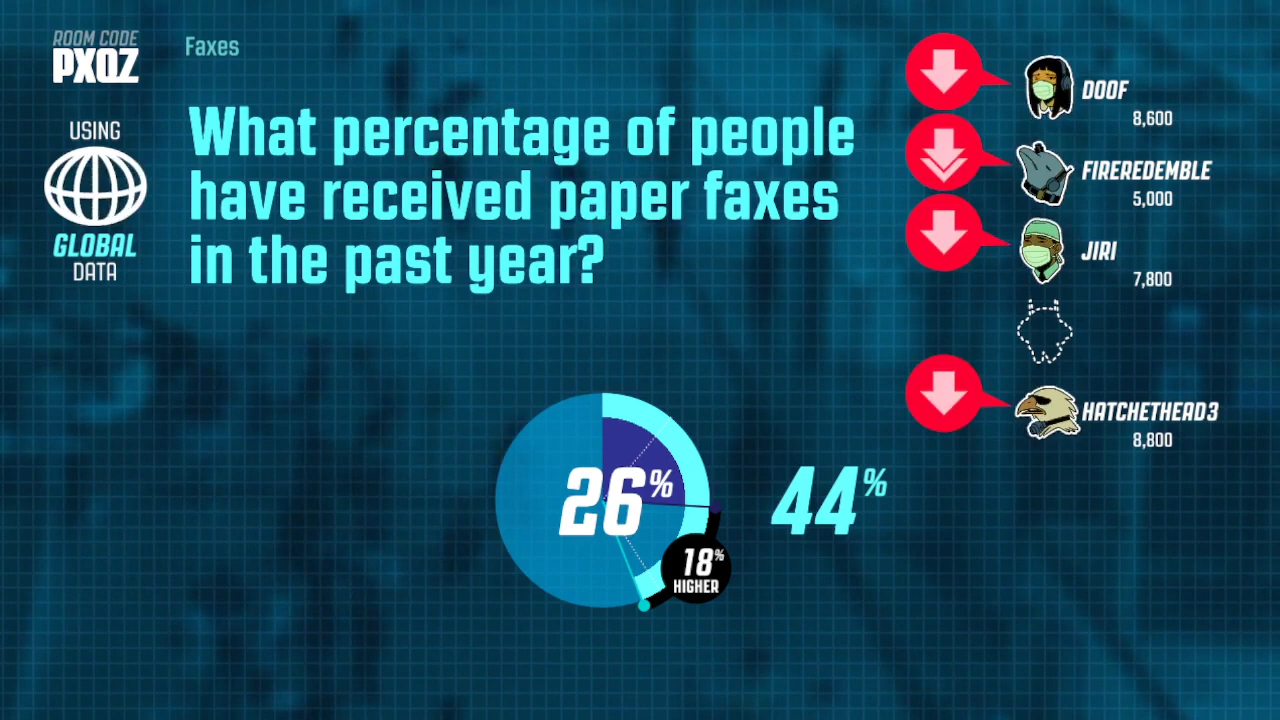 ROOM CODE
PXQZ
Faxes
USING
GLOBAL
DATA
What percentage of people
have received paper faxes
in the past year?
DOOF
8,600
FIREREDEMBLE
5,000
JIRI
7,800
HATCHETHEAD3
8,800
26%
44%
18%
HIGHER